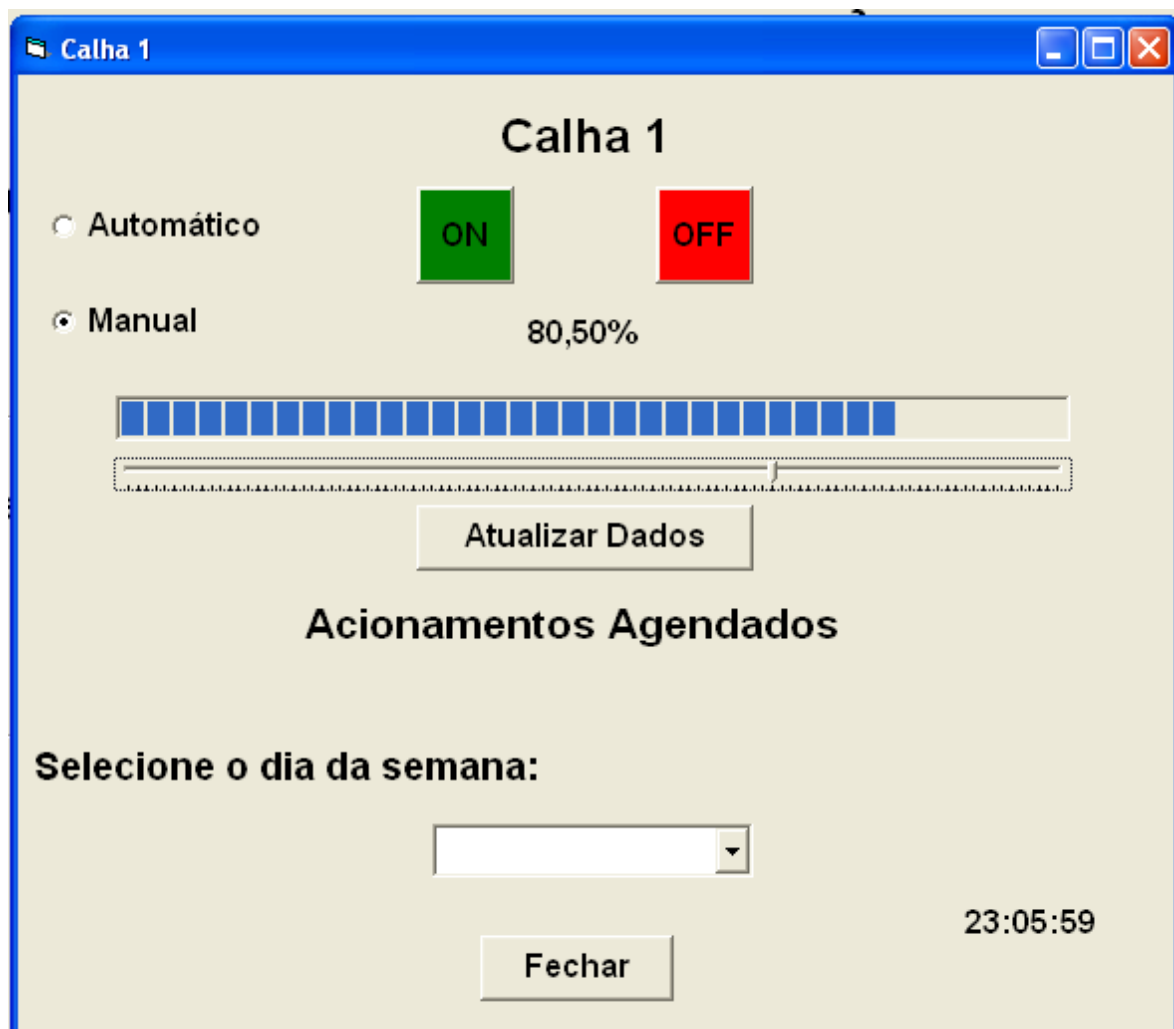 Calha 1
Calha 1
Automático
ON
OFF
Manual
80,50%
Atualizar Dados
Acionamentos Agendados
Selecione o dia da semana:
23:05:59
Fechar